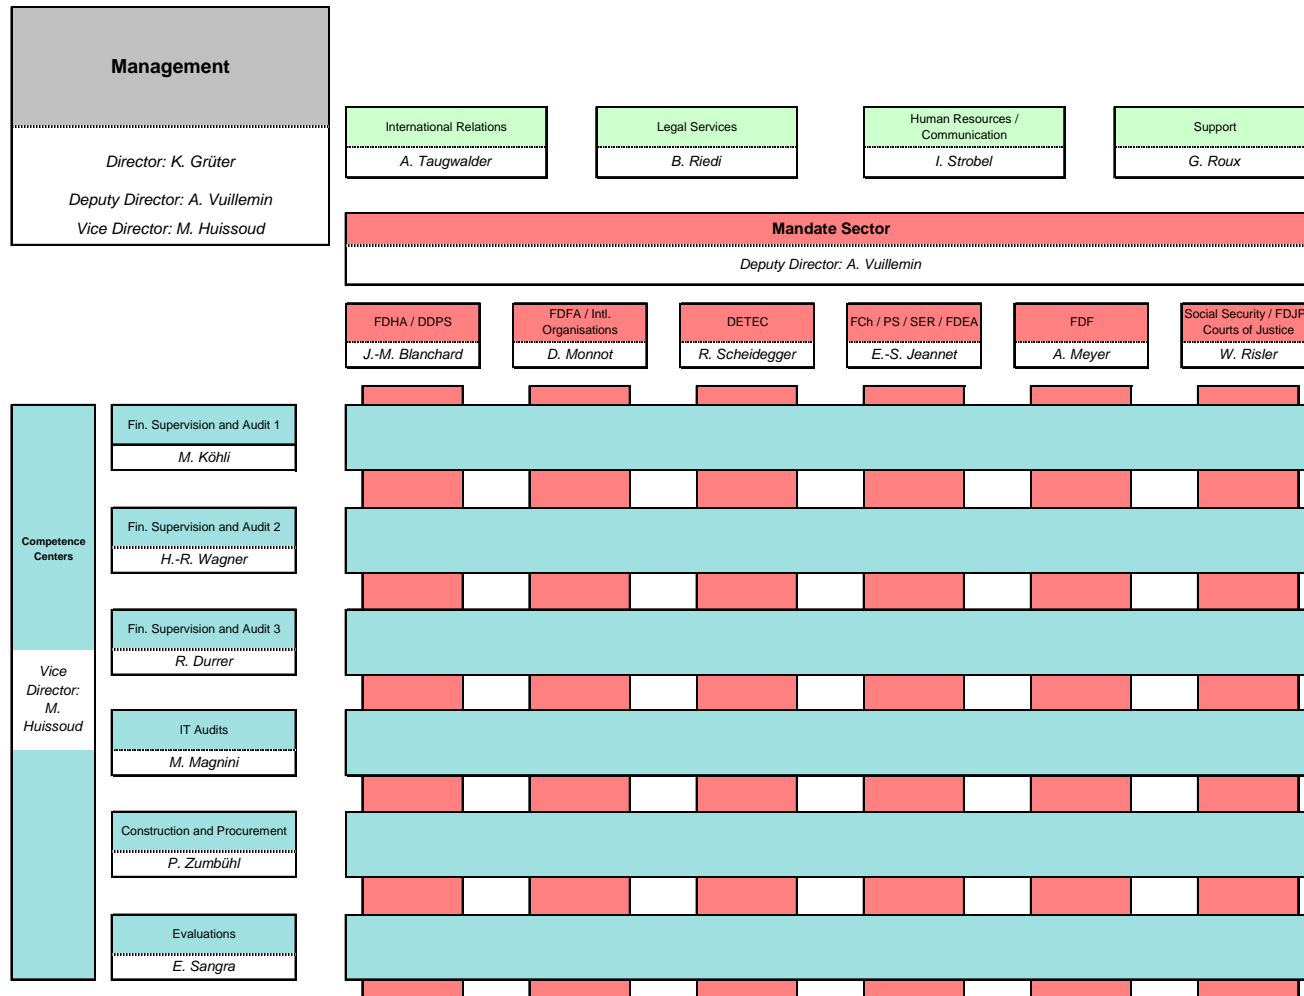 Management
Director: K. Grüter
Deputy Director: A. Vuillemin
Vice Director: M. Huissoud
International Relations
A. Taugwalder
Legal Services
B. Riedi
Human Resources /
Communication
I. Strobel
Support
G. Roux
Mandate Sector
Deputy Director: A. Vuillemin
FDHA / DDPS
J.-M. Blanchard
FDFA / Intl.
Organisations
D. Monnot
DETEC
R. Scheidegger
FCh / PS / SER / FDEA
E.-S. Jeannet
FDF
A. Meyer
Social Security / FDJP
Courts of Justice
W. Risler
Competence
Centers
Vice
Director:
M.
Huissoud
Fin. Supervision and Audit 1
M. Köhli
Fin. Supervision and Audit 2
H.-R. Wagner
Fin. Supervision and Audit 3
R. Durrer
IT Audits
M. Magnini
Construction and Procurement
P. Zumbühl
Evaluations
E. Sangra